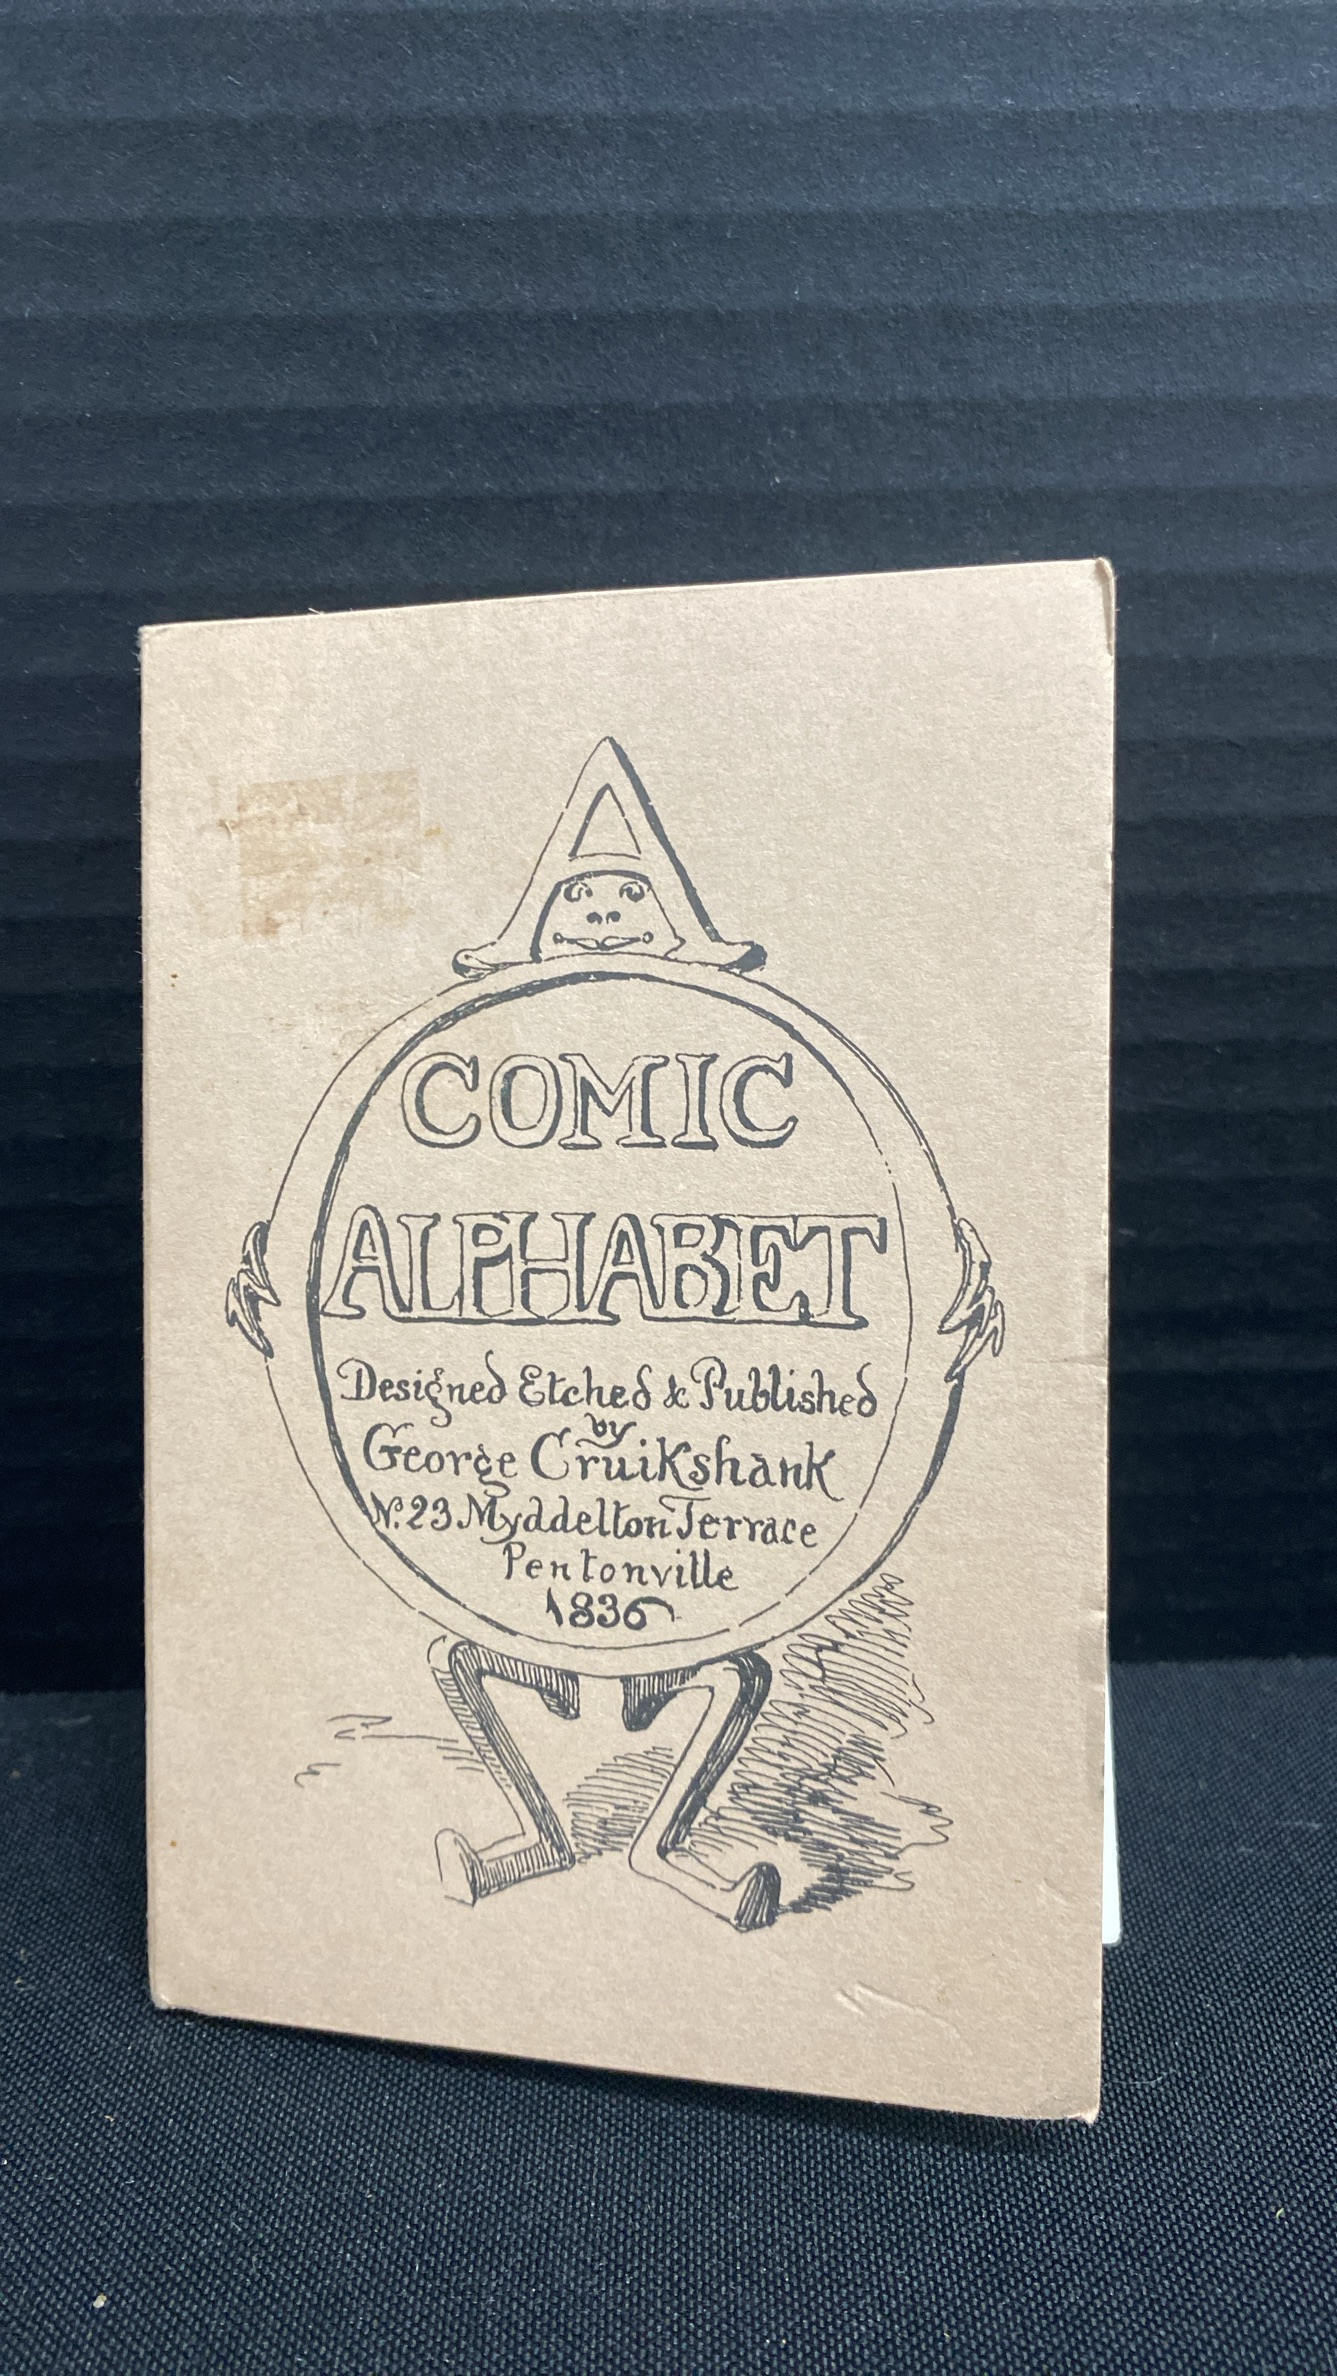 COMIC
ALPHABET
Designed Etched & Published
by
George Cruikshank
No. 23 Myddelton Terrace
Pentonville
1836